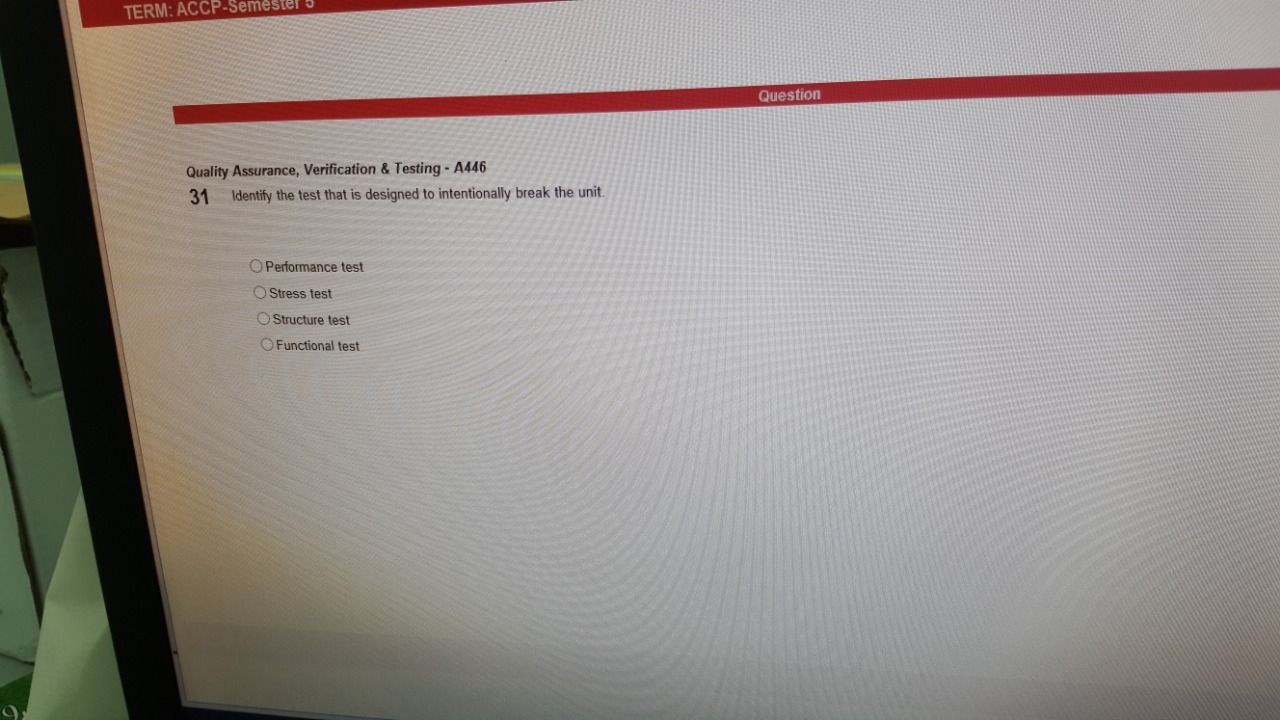 TERM: ACCP-Semester 5
Question
Quality Assurance, Verification & Testing - A446
31 Identify the test that is designed to intentionally break the unit.
Performance test
Stress test
Structure test
Functional test